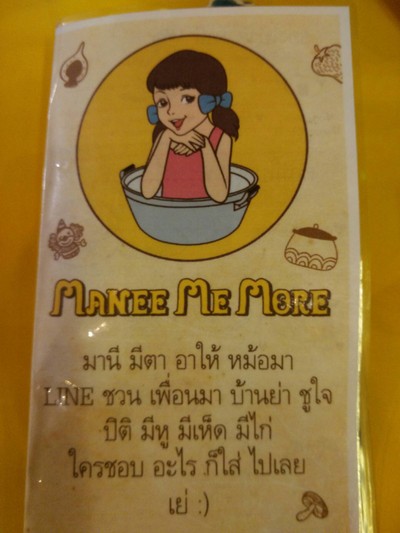 MANEE ME MORE
มานี มีตา อาให้ หม้อมา
LINE ชวน เพื่อนมา บ้านย่า ชูใจ
ปิติ มีหู มีเห็ด มีไก่
ใครชอบ อะไร ก็ใส่ ไปเลย
เย่ :)